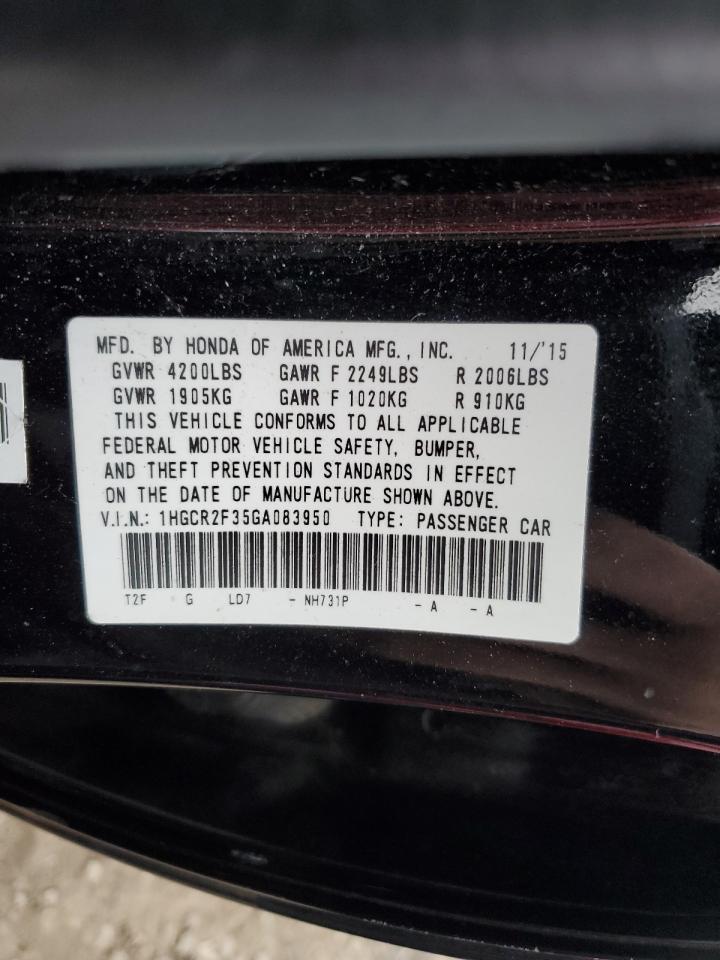 MFD. BY HONDA OF AMERICA MFG., INC. 11/'15
GVWR 4200LBS GAWR F 2249LBS R 2006LBS
GVWR 1905KG GAWR F 1020KG R 910KG
THIS VEHICLE CONFORMS TO ALL APPLICABLE
FEDERAL MOTOR VEHICLE SAFETY, BUMPER,
AND THEFT PREVENTION STANDARDS IN EFFECT
ON THE DATE OF MANUFACTURE SHOWN ABOVE.
V.I.N.: 1HGCR2F35GA083950 TYPE: PASSENGER CAR
T2F G LD7 - NH731P - A - A